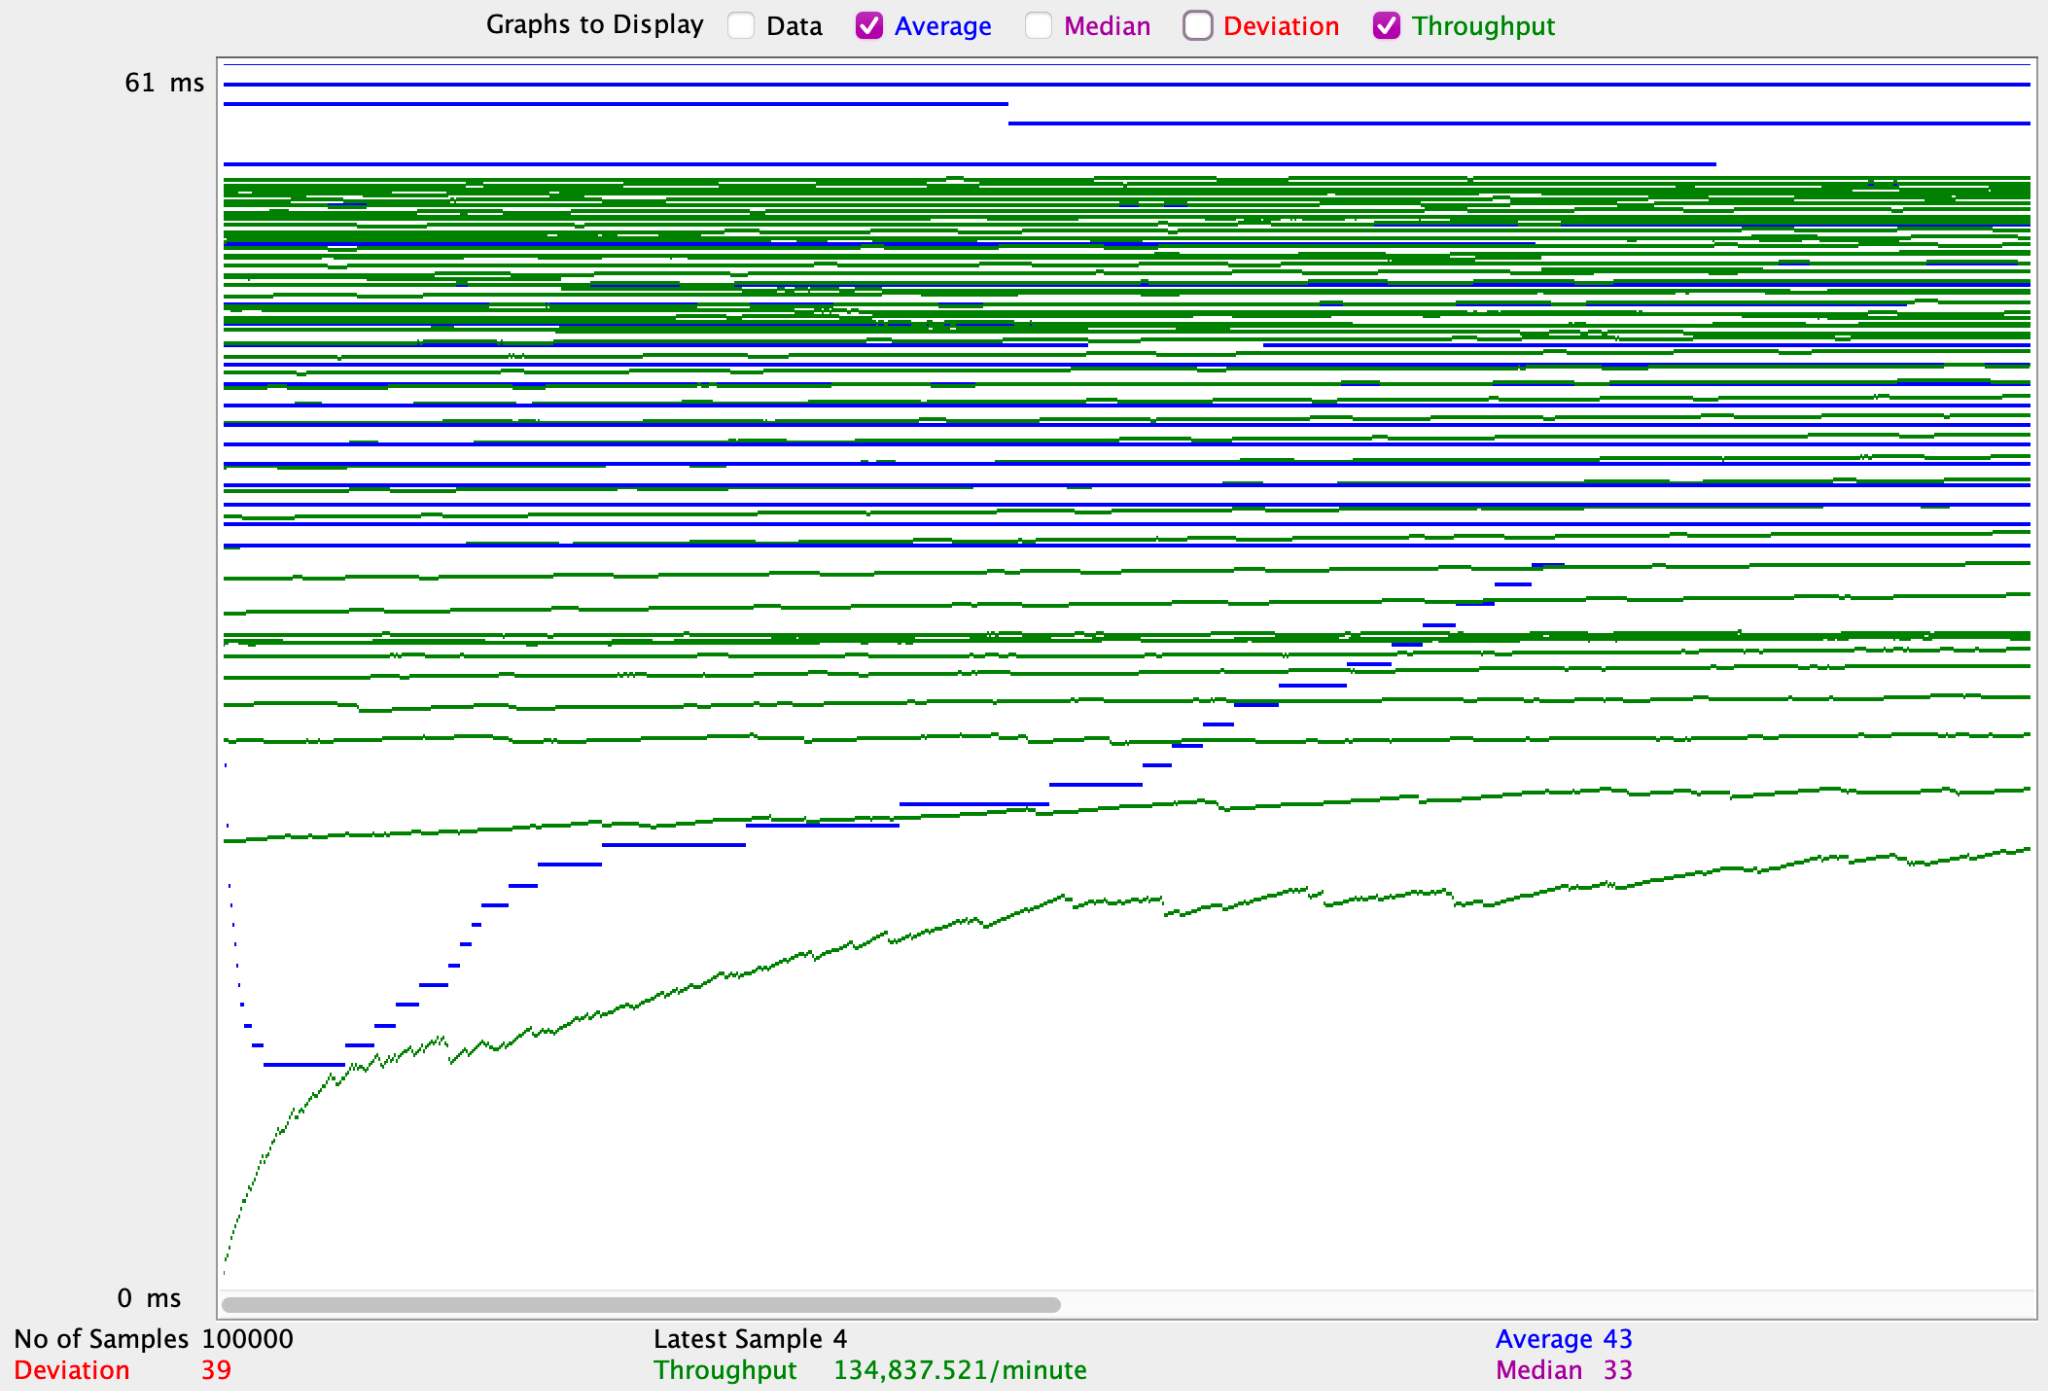 Graphs to Display Data Average Median Deviation Throughput
61 ms
0 ms
No of Samples 100000 Latest Sample 4 Average 43
Deviation 39 Throughput 134,837.521/minute Median 33